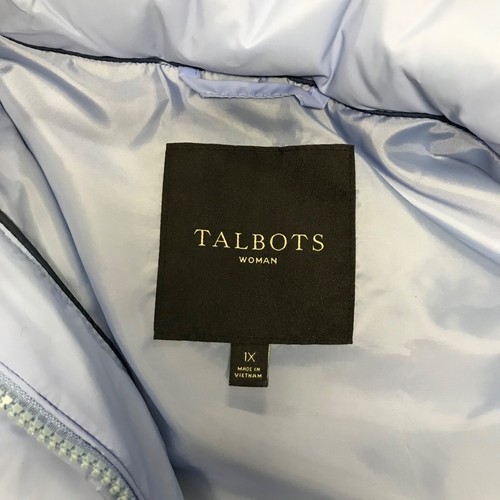 TALBOTS
WOMAN
1X
MADE IN
VIETNAM